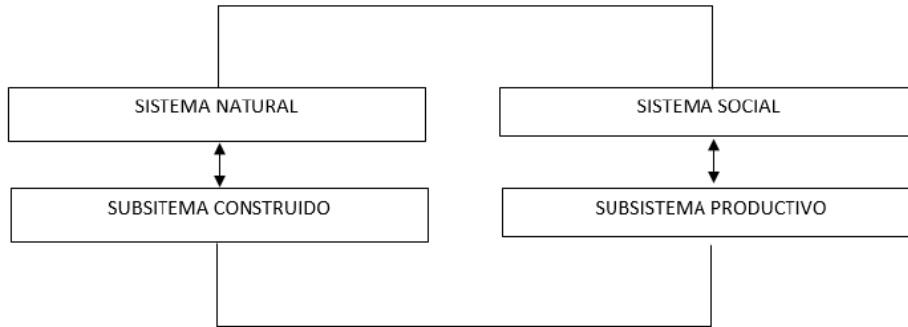 SISTEMA NATURAL
SISTEMA SOCIAL
SUBSITEMA CONSTRUIDO
SUBSISTEMA PRODUCTIVO